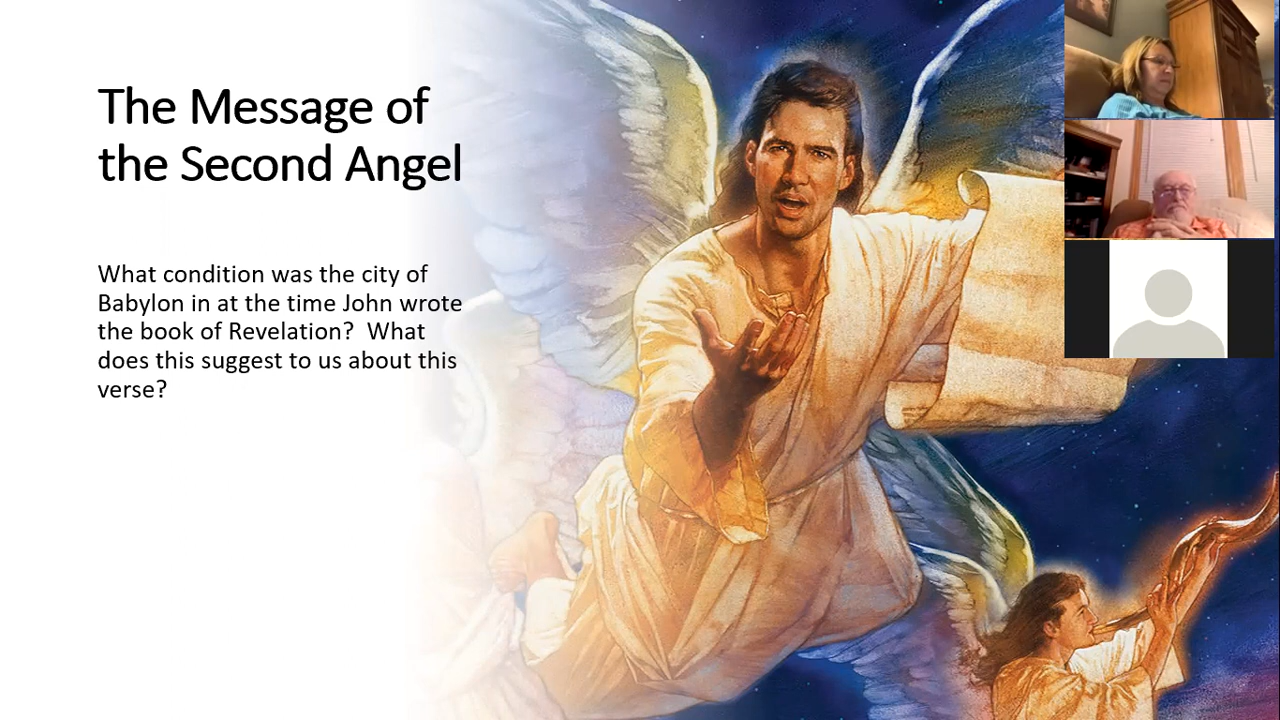 The Message of
the Second Angel
What condition was the city of
Babylon in at the time John wrote
the book of Revelation?  What
does this suggest to us about this
verse?